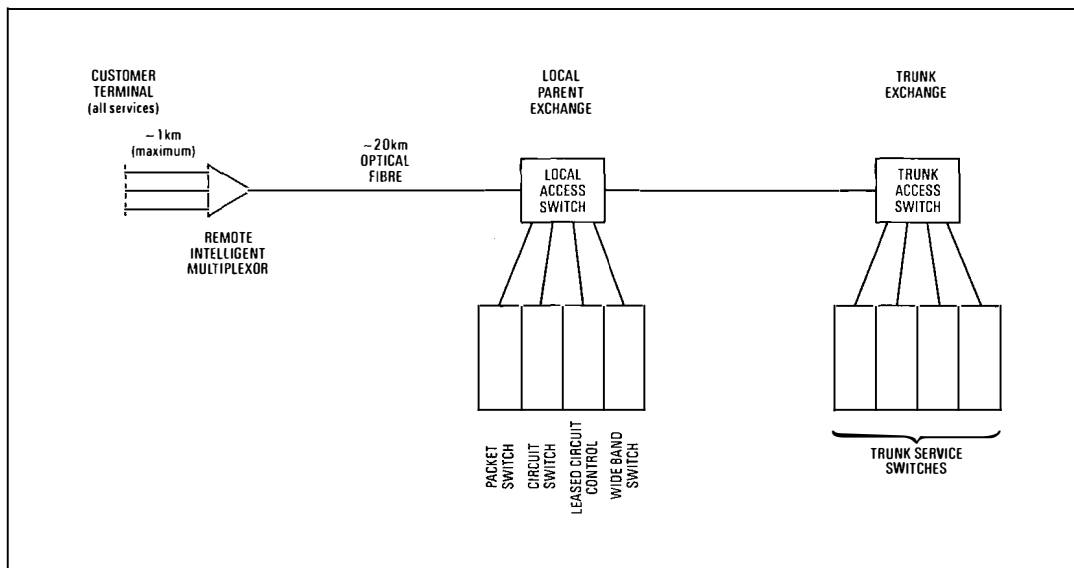 CUSTOMER
TERMINAL
(all services)
~1km
(maximum)
REMOTE
INTELLIGENT
MULTIPLEXOR
~20km
OPTICAL
FIBRE
LOCAL
PARENT
EXCHANGE
LOCAL
ACCESS
SWITCH
PACKET
SWITCH
CIRCUIT
SWITCH
LEASED CIRCUIT
CONTROL
WIDE BAND
SWITCH
TRUNK
EXCHANGE
TRUNK
ACCESS
SWITCH
TRUNK SERVICE
SWITCHES